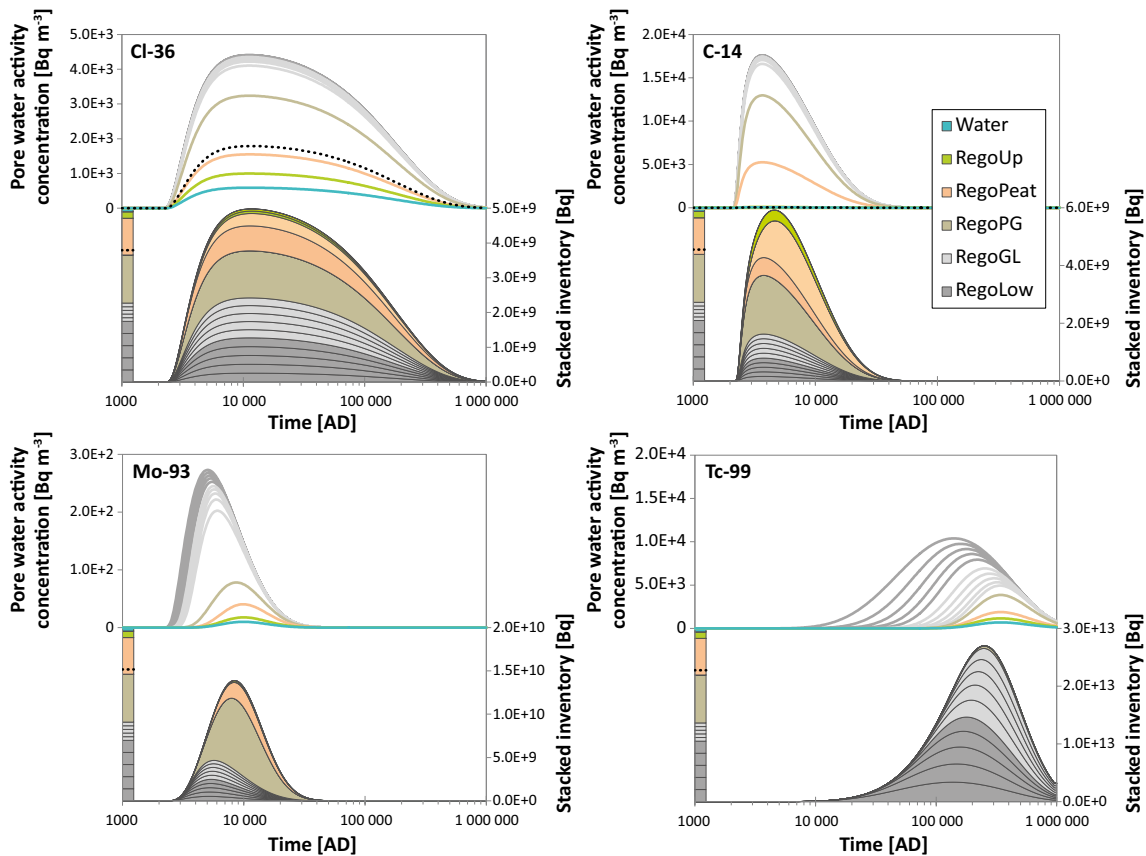 Cl-36
Pore water activity
concentration [Bq m-3]
5.0E+3
4.0E+3
3.0E+3
2.0E+3
1.0E+3
0
5.0E+9
4.0E+9
3.0E+9
2.0E+9
1.0E+9
0.0E+0
Stacked inventory [Bq]
1000
10 000
100 000
1 000 000
Time [AD]
C-14
Pore water activity
concentration [Bq m-3]
2.0E+4
1.5E+4
1.0E+4
5.0E+3
0
Water
RegoUp
RegoPeat
RegoPG
RegoGL
RegoLow
6.0E+9
4.0E+9
2.0E+9
0.0E+0
Stacked inventory [Bq]
1000
10 000
100 000
1 000 000
Time [AD]
Mo-93
Pore water activity
concentration [Bq m-3]
3.0E+2
2.0E+2
1.0E+2
0
2.0E+10
1.5E+10
1.0E+10
5.0E+9
0.0E+0
Stacked inventory [Bq]
1000
10 000
100 000
1 000 000
Time [AD]
Tc-99
Pore water activity
concentration [Bq m-3]
2.0E+4
1.5E+4
1.0E+4
5.0E+3
0
3.0E+13
2.0E+13
1.0E+13
0.0E+0
Stacked inventory [Bq]
1000
10 000
100 000
1 000 000
Time [AD]